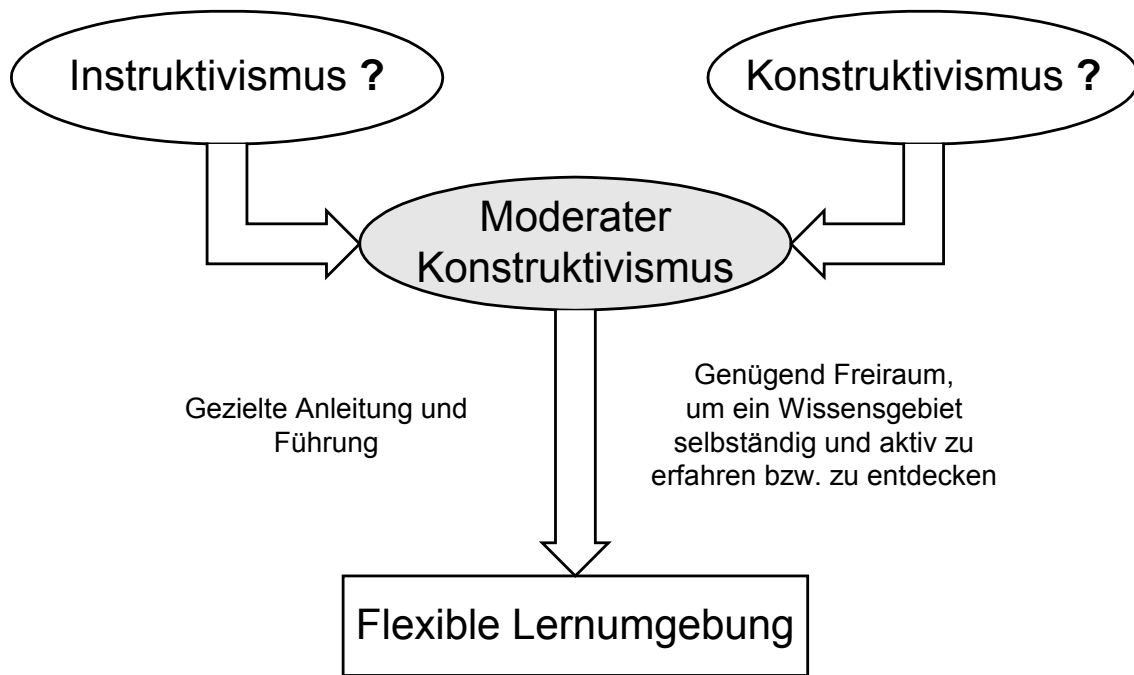 Instruktivismus ?
Konstruktivismus ?
Moderater
Konstruktivismus
Gezielte Anleitung und
Führung
Genügend Freiraum,
um ein Wissensgebiet
selbständig und aktiv zu
erfahren bzw. zu entdecken
Flexible Lernumgebung